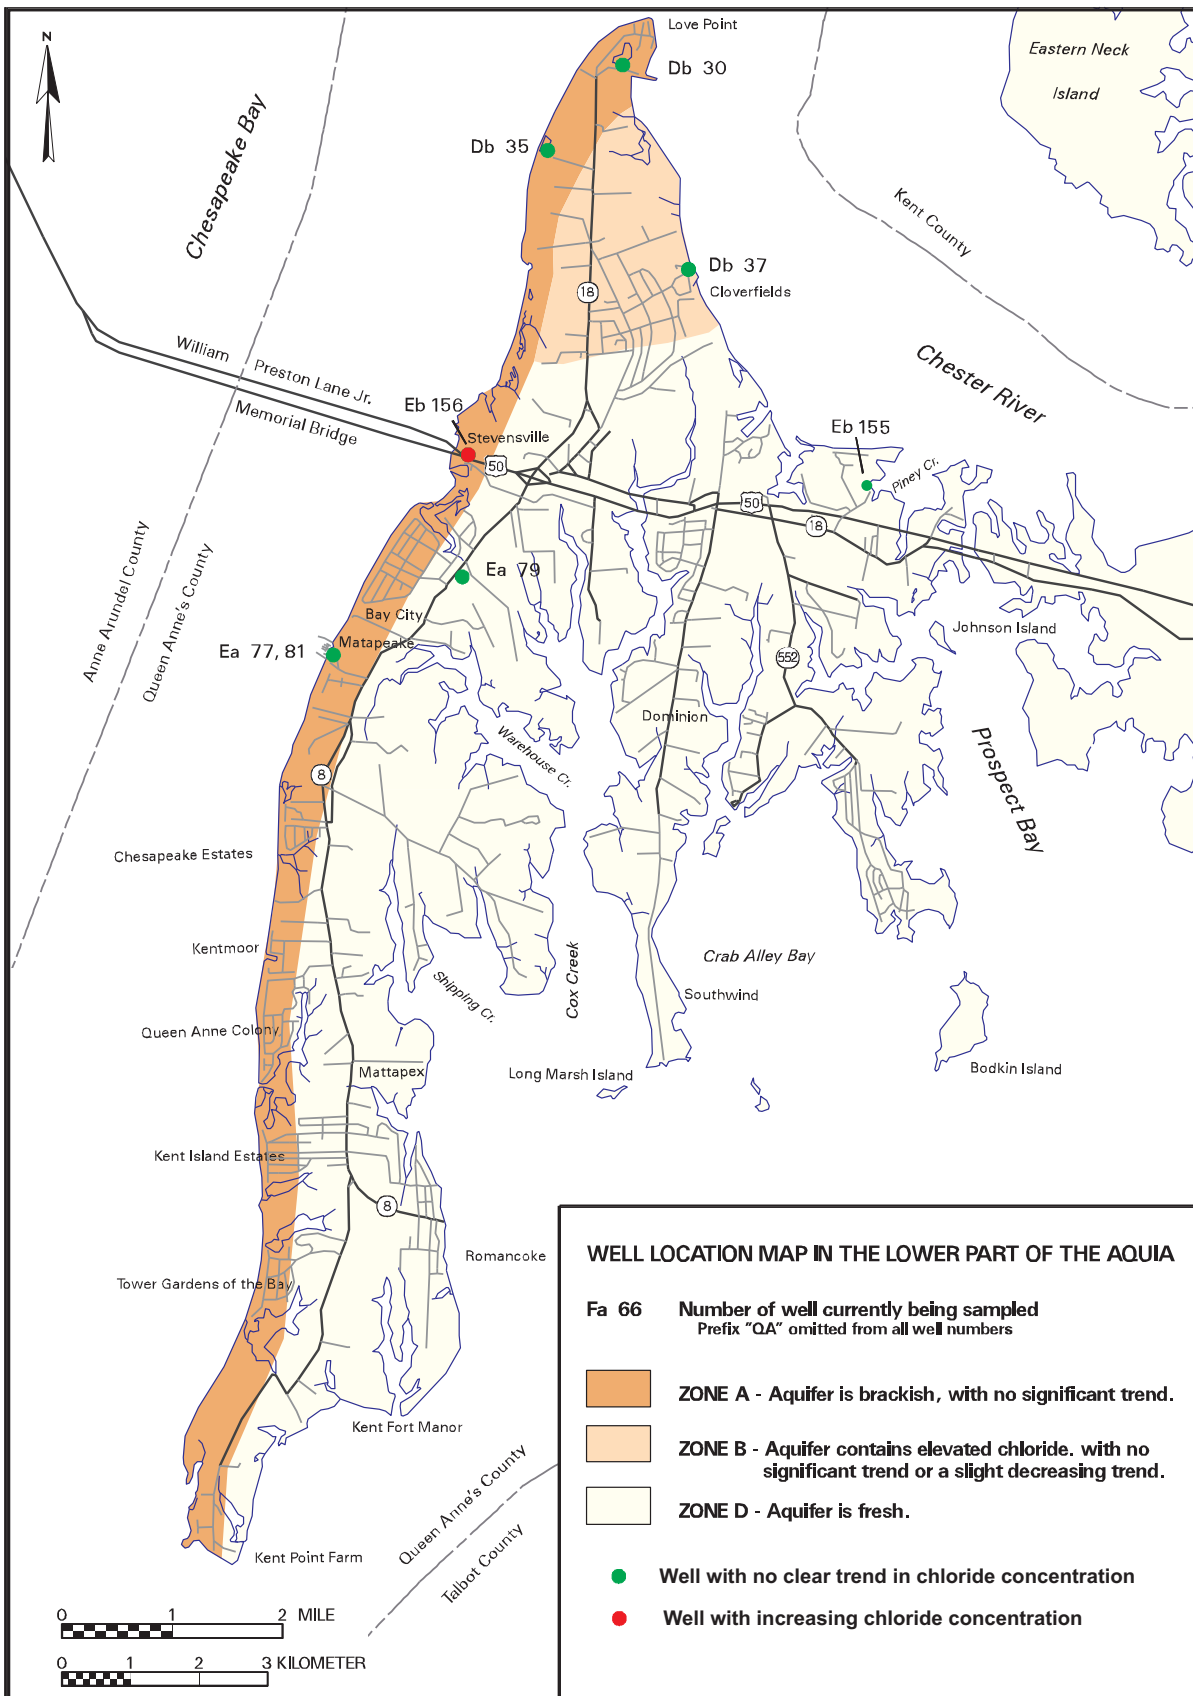 N
Love Point
Db 30
Eastern Neck
Island
Chesapeake Bay
Db 35
Kent County
Db 37
Cloverfields
18
William Preston Lane Jr.
Memorial Bridge
Chester River
Eb 156
Stevensville
50
Eb 155
Piney Cr.
50
18
Anne Arundel County
Queen Anne's County
Ea 79
Bay City
Matapeake
Ea 77, 81
Johnson Island
552
Dominion
Warehouse Cr.
Prospect Bay
8
Chesapeake Estates
Kentmoor
Shipping Cr.
Cox Creek
Crab Alley Bay
Southwind
Queen Anne Colony
Mattapex
Long Marsh Island
Bodkin Island
Kent Island Estates
8
Romancoke
Tower Gardens of the Bay
Kent Fort Manor
Queen Anne's County
Talbot County
Kent Point Farm
0 1 2 MILE
0 1 2 3 KILOMETER
WELL LOCATION MAP IN THE LOWER PART OF THE AQUIA
Fa 66 Number of well currently being sampled
Prefix "QA" omitted from all well numbers
ZONE A - Aquifer is brackish, with no significant trend.
ZONE B - Aquifer contains elevated chloride. with no
significant trend or a slight decreasing trend.
ZONE D - Aquifer is fresh.
Well with no clear trend in chloride concentration
Well with increasing chloride concentration